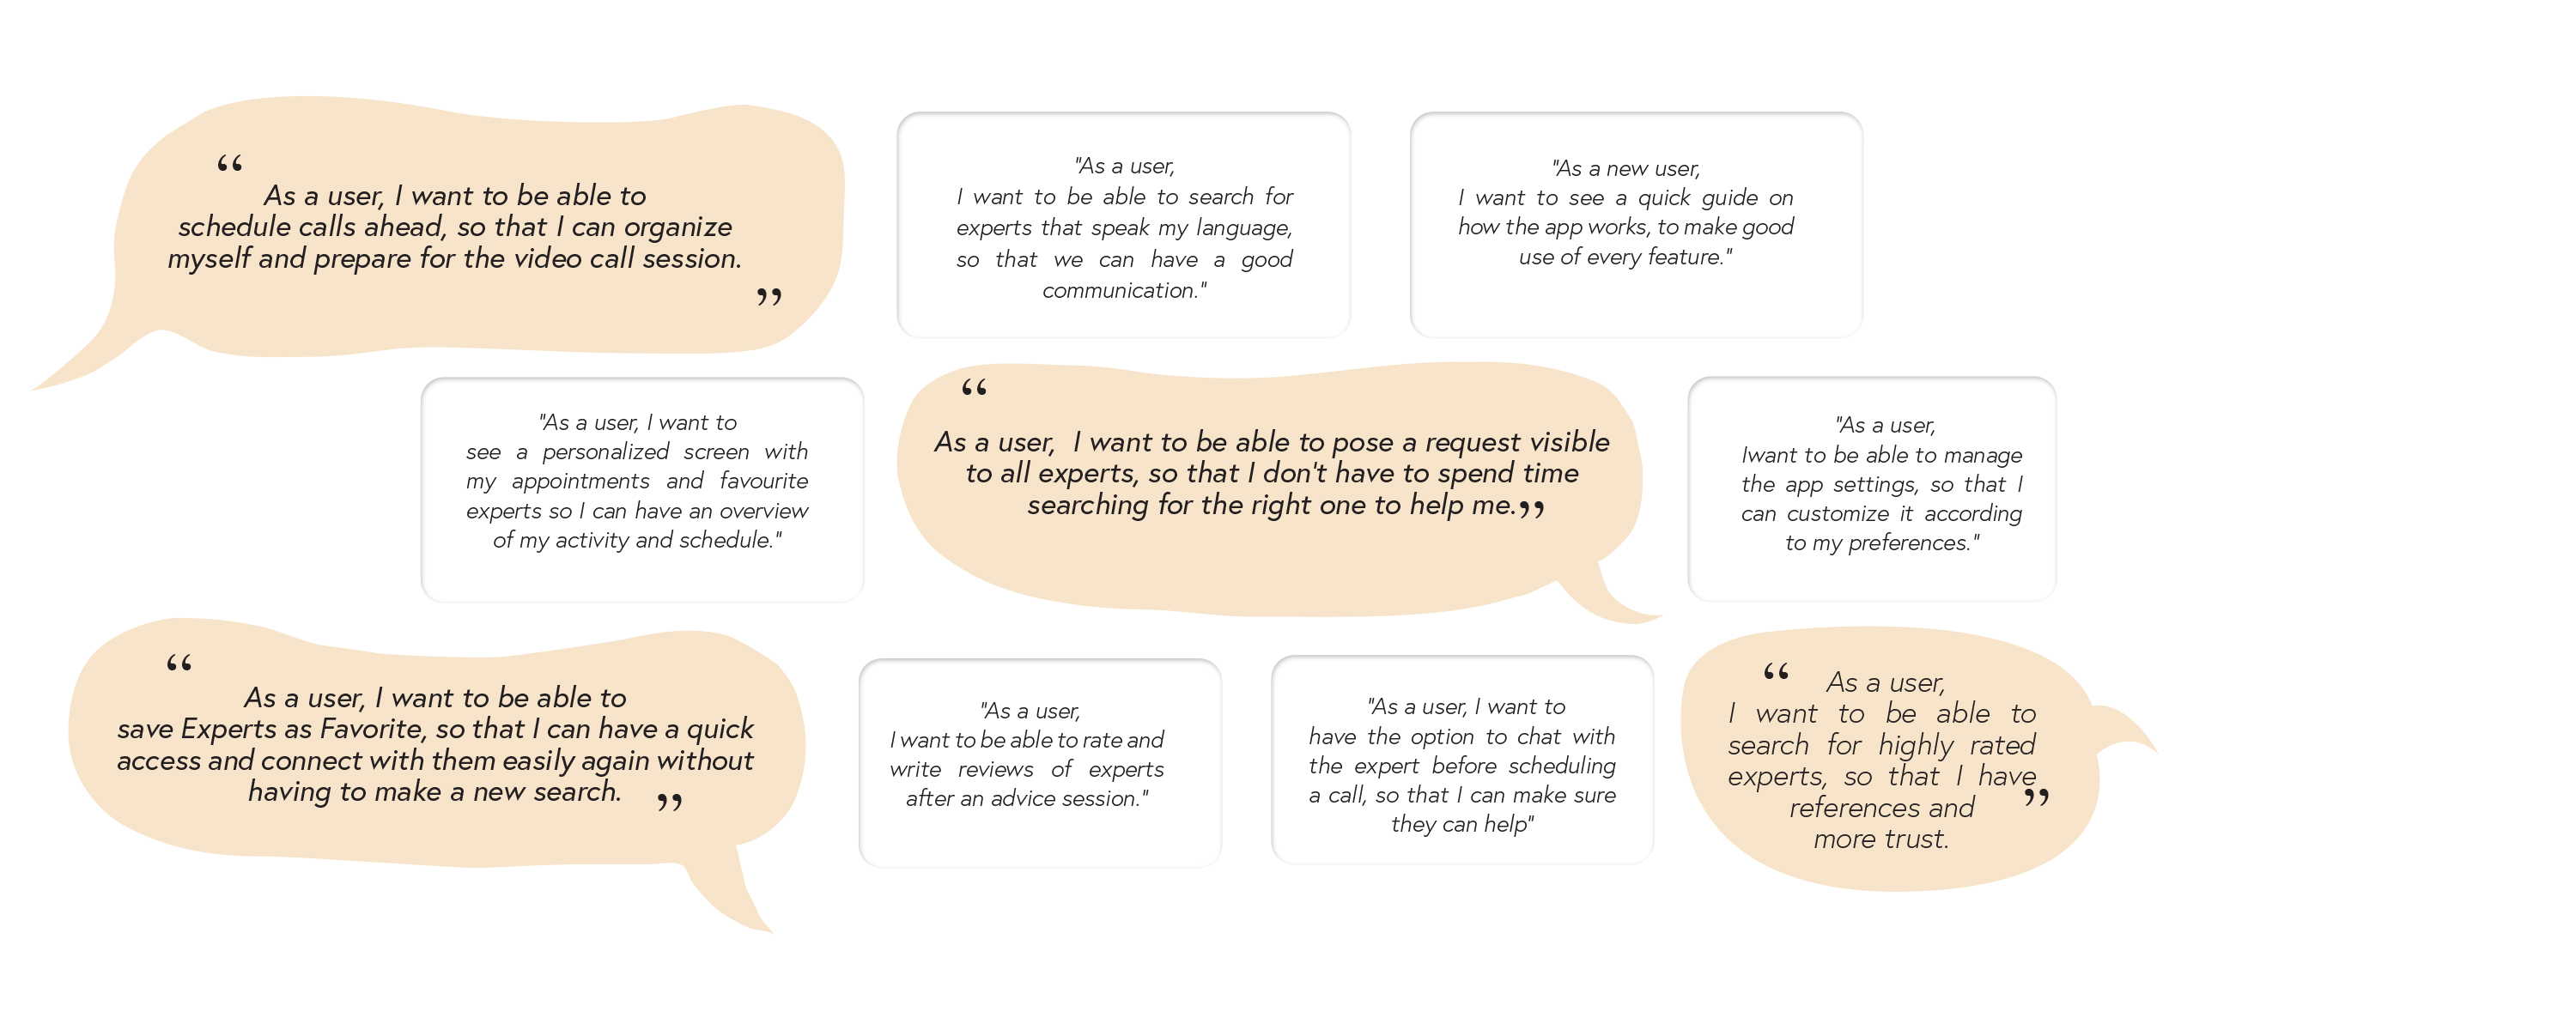 “
As a user, I want to be able to
schedule calls ahead, so that I can organize
myself and prepare for the video call session.
”
"As a user,
I want to be able to search for
experts that speak my language,
so that we can have a good
communication."
"As a new user,
I want to see a quick guide on
how the app works, to make good
use of every feature."
"As a user, I want to
see a personalized screen with
my appointments and favourite
experts so I can have an overview
of my activity and schedule."
“
As a user, I want to be able to pose a request visible
to all experts, so that I don't have to spend time
searching for the right one to help me.”
"As a user,
Iwant to be able to manage
the app settings, so that I
can customize it according
to my preferences."
“
As a user, I want to be able to
save Experts as Favorite, so that I can have a quick
access and connect with them easily again without
having to make a new search. ”
"As a user,
I want to be able to rate and
write reviews of experts
after an advice session."
"As a user, I want to
have the option to chat with
the expert before scheduling
a call, so that I can make sure
they can help"
“ As a user,
I want to be able to
search for highly rated
experts, so that I have
references and ”
more trust.